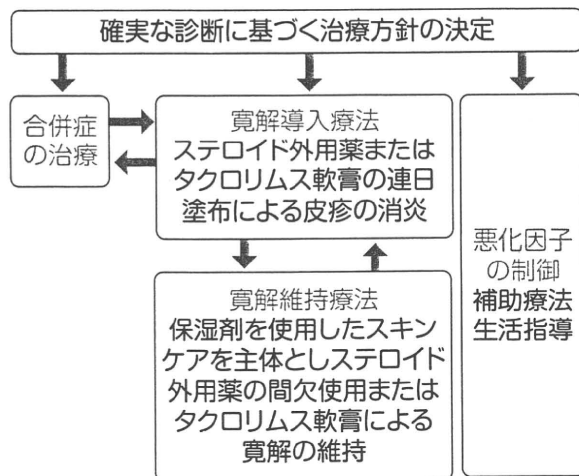 確実な診断に基づく治療方針の決定
合併症
の治療
寛解導入療法
ステロイド外用薬または
タクロリムス軟膏の連日
塗布による皮疹の消炎
寛解維持療法
保湿剤を使用したスキン
ケアを主体としステロイド
外用薬の間欠使用または
タクロリムス軟膏による
寛解の維持
悪化因子
の制御
補助療法
生活指導